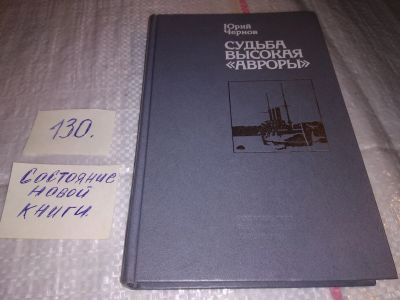 Юрий
Чернов
СУДЬБА
ВЫСОКАЯ
«АВРОРЫ»
130.
Состояние
новой
книги.